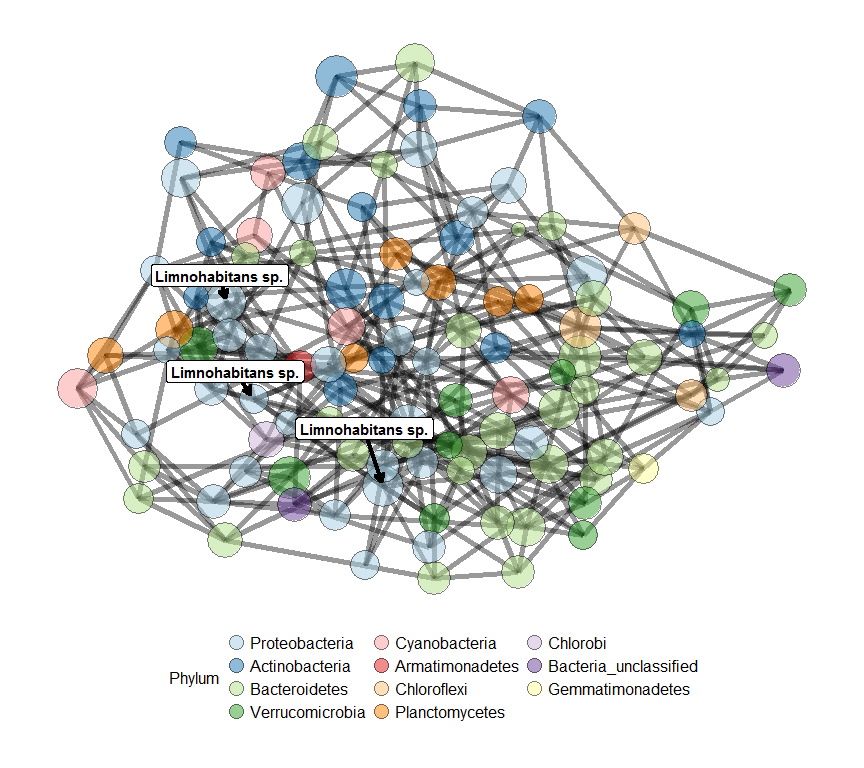 Limnohabitans sp.
Limnohabitans sp.
Limnohabitans sp.
Proteobacteria Cyanobacteria Chlorobi
Actinobacteria Armatimonadetes Bacteria_unclassified
Phylum
Bacteroidetes Chloroflexi Gemmatimonadetes
Verrucomicrobia Planctomycetes